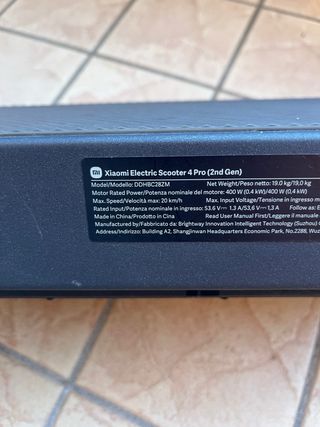 mi Xiaomi Electric Scooter 4 Pro (2nd Gen)
Model/Modello: DDHBC28ZM Net Weight/Peso netto: 19.0 kg/19,0 kg
Motor Rated Power/Potenza nominale del motore: 400 W (0.4 kW)/400 W (0,4 kW)
Max. Speed/Velocità max: 20 km/h Max. Input Voltage/Tensione in ingresso m
Rated Input/Potenza nominale in ingresso: 53.6 V⎓ 1.3 A/53,6 V⎓ 1,3 A Follow as: E
Made in China/Prodotto in Cina Read User Manual First/Leggere il manuale
Manufactured by/Fabbricato da: Brightway Innovation Intelligent Technology (Suzhou) C
Address/Indirizzo: Building A2, Shangjinwan Headquarters Economic Park, No.2288, Wuz